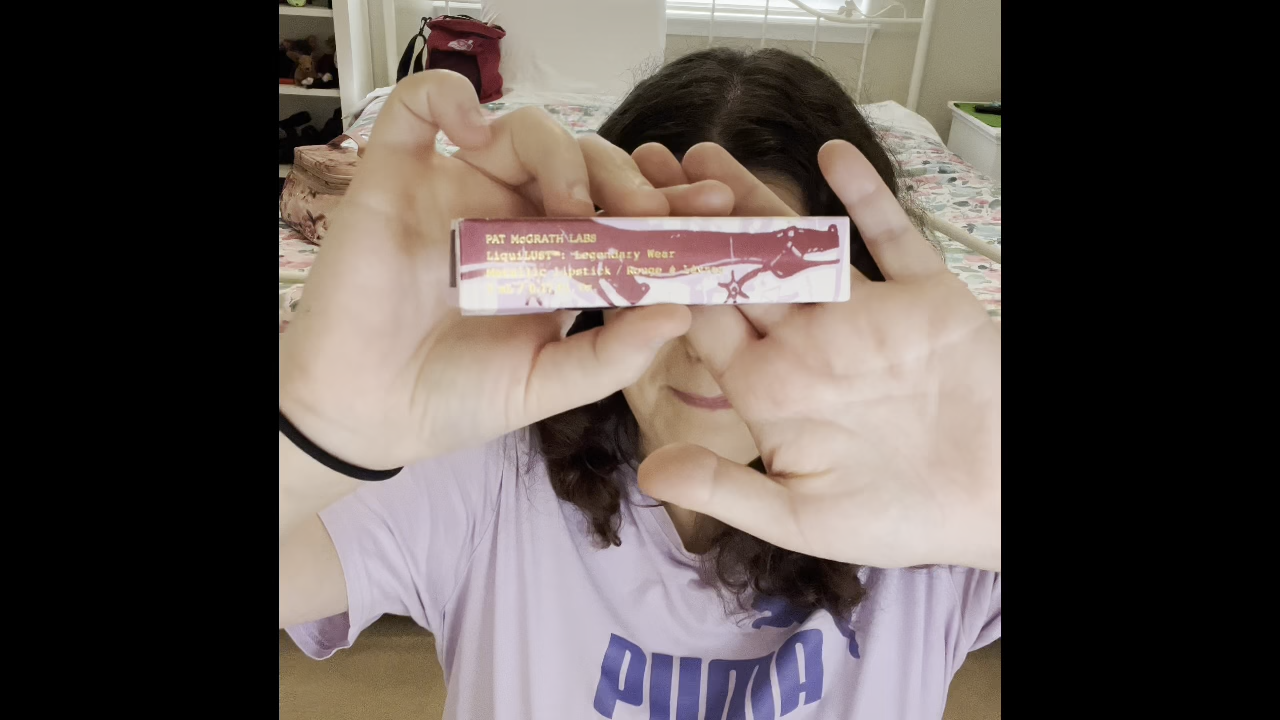 PAT McGRATH LABS
LiquiLUST™: Legendary Wear
Metallic Lipstick / Rouge à Lèvres
PUMA